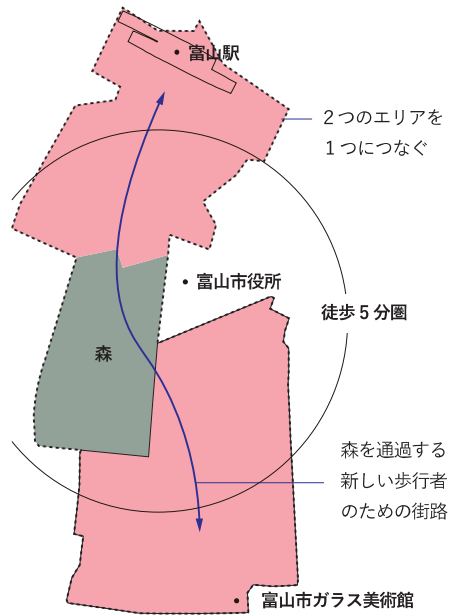 富山駅
2つのエリアを
1つにつなぐ
富山市役所
徒歩5分圏
森
森を通過する
新しい歩行者
のための街路
富山市ガラス美術館